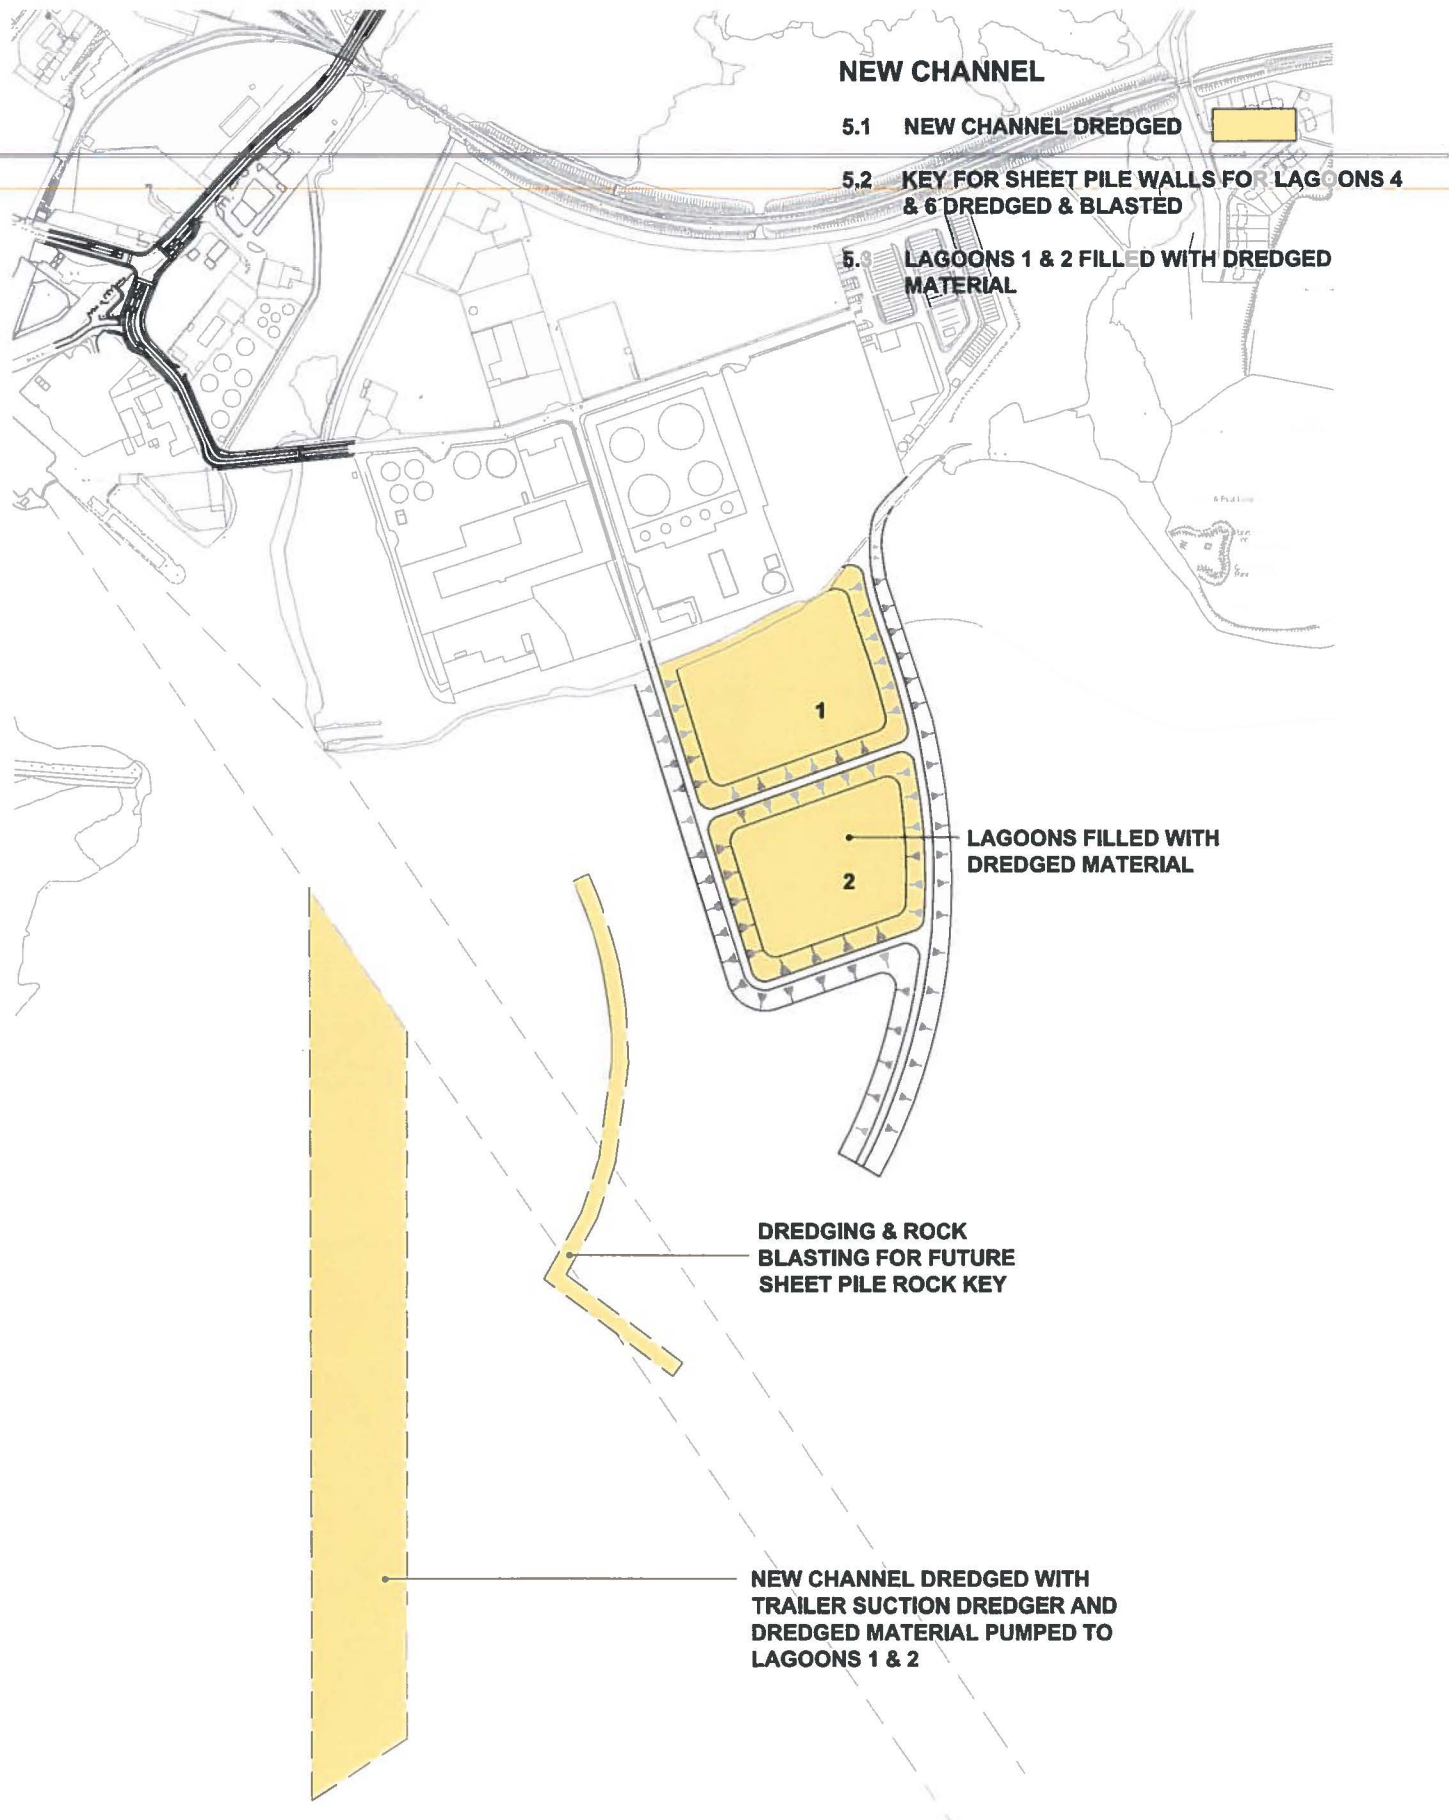 NEW CHANNEL
5.1 NEW CHANNEL DREDGED
5.2 KEY FOR SHEET PILE WALLS FOR LAGOONS 4
& 6 DREDGED & BLASTED
5.3 LAGOONS 1 & 2 FILLED WITH DREDGED
MATERIAL
1
LAGOONS FILLED WITH
DREDGED MATERIAL
2
DREDGING & ROCK
BLASTING FOR FUTURE
SHEET PILE ROCK KEY
NEW CHANNEL DREDGED WITH
TRAILER SUCTION DREDGER AND
DREDGED MATERIAL PUMPED TO
LAGOONS 1 & 2